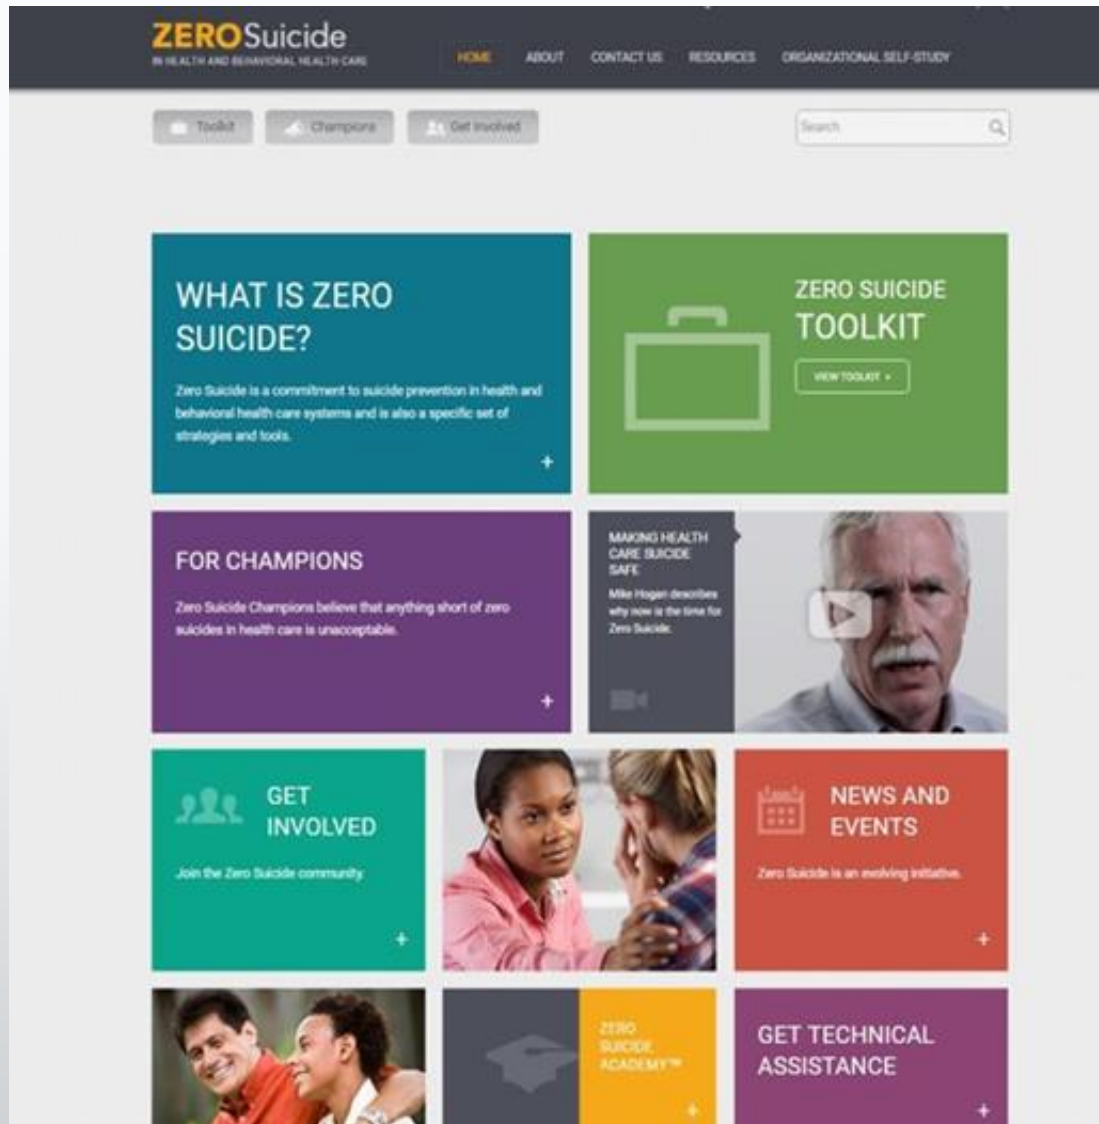 ZEROSuicide
IN HEALTH AND BEHAVIORAL HEALTH CARE
HOME ABOUT CONTACT US RESOURCES ORGANIZATIONAL SELF-STUDY
Toolkit Champions Get Involved
Search
WHAT IS ZERO
SUICIDE?
Zero Suicide is a commitment to suicide prevention in health and
behavioral health care systems and is also a specific set of
strategies and tools.
+
ZERO SUICIDE
TOOLKIT
VIEW TOOLKIT +
FOR CHAMPIONS
Zero Suicide Champions believe that anything short of zero
suicides in health care is unacceptable.
+
MAKING HEALTH
CARE SUICIDE
SAFE
Mike Hogan describes
why now is the time for
Zero Suicide.
GET
INVOLVED
Join the Zero Suicide community.
+
NEWS AND
EVENTS
Zero Suicide is an evolving initiative.
+
ZERO
SUICIDE
ACADEMY™
+
GET TECHNICAL
ASSISTANCE
+